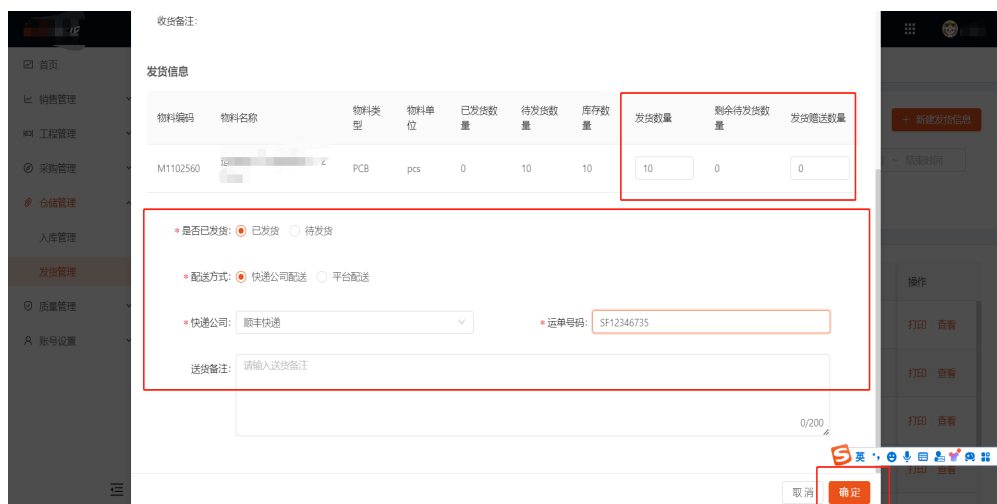 收货备注:
首页
发货信息
销售管理
物料编码 物料名称 物料类型 物料单位 已发货数量 待发货数量 库存数量 发货数量 剩余待发货数量 发货赠送数量
+ 新建发货信息
工程管理
采购管理
~ 结束时间
M1102560 PCB pcs 0 10 10 10 0 0
仓储管理
入库管理
* 是否已发货: 已发货 待发货
发货管理
* 配送方式: 快递公司配送 平台配送
操作
质量管理
* 快递公司: 顺丰快递 * 运单号码: SF12346735
打印 查看
账号设置
送货备注: 请输入送货备注
打印 查看
0/200
打印 查看
英
打印 查看
取消 确定